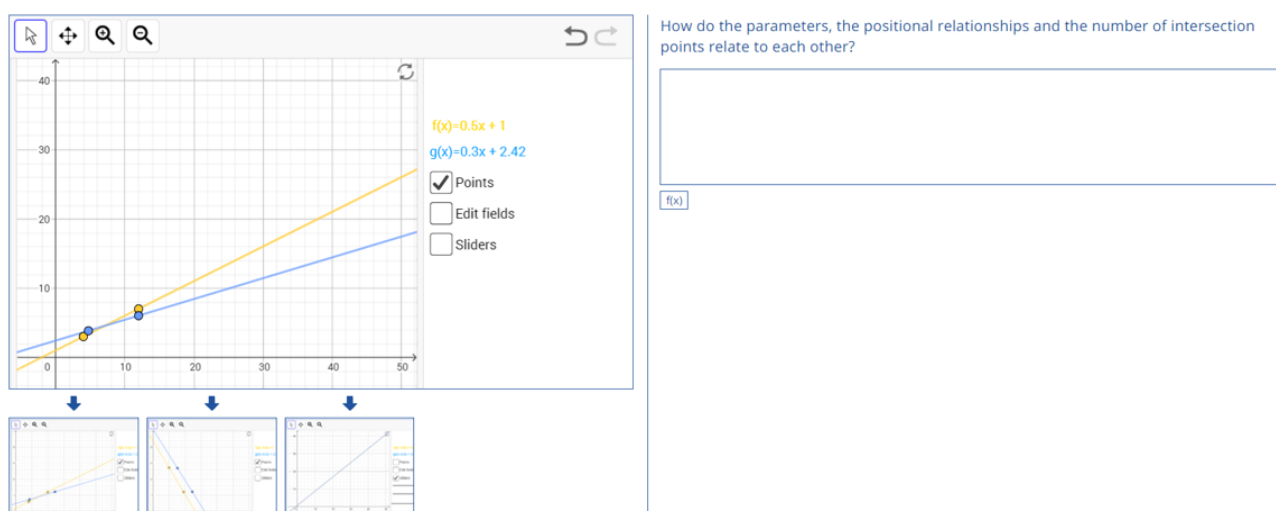 How do the parameters, the positional relationships and the number of intersection
points relate to each other?
40
30
20
10
0
10
20
30
40
50
f(x)=0.5x + 1
g(x)=0.3x + 2.42
Points
Edit fields
Sliders
f(x)